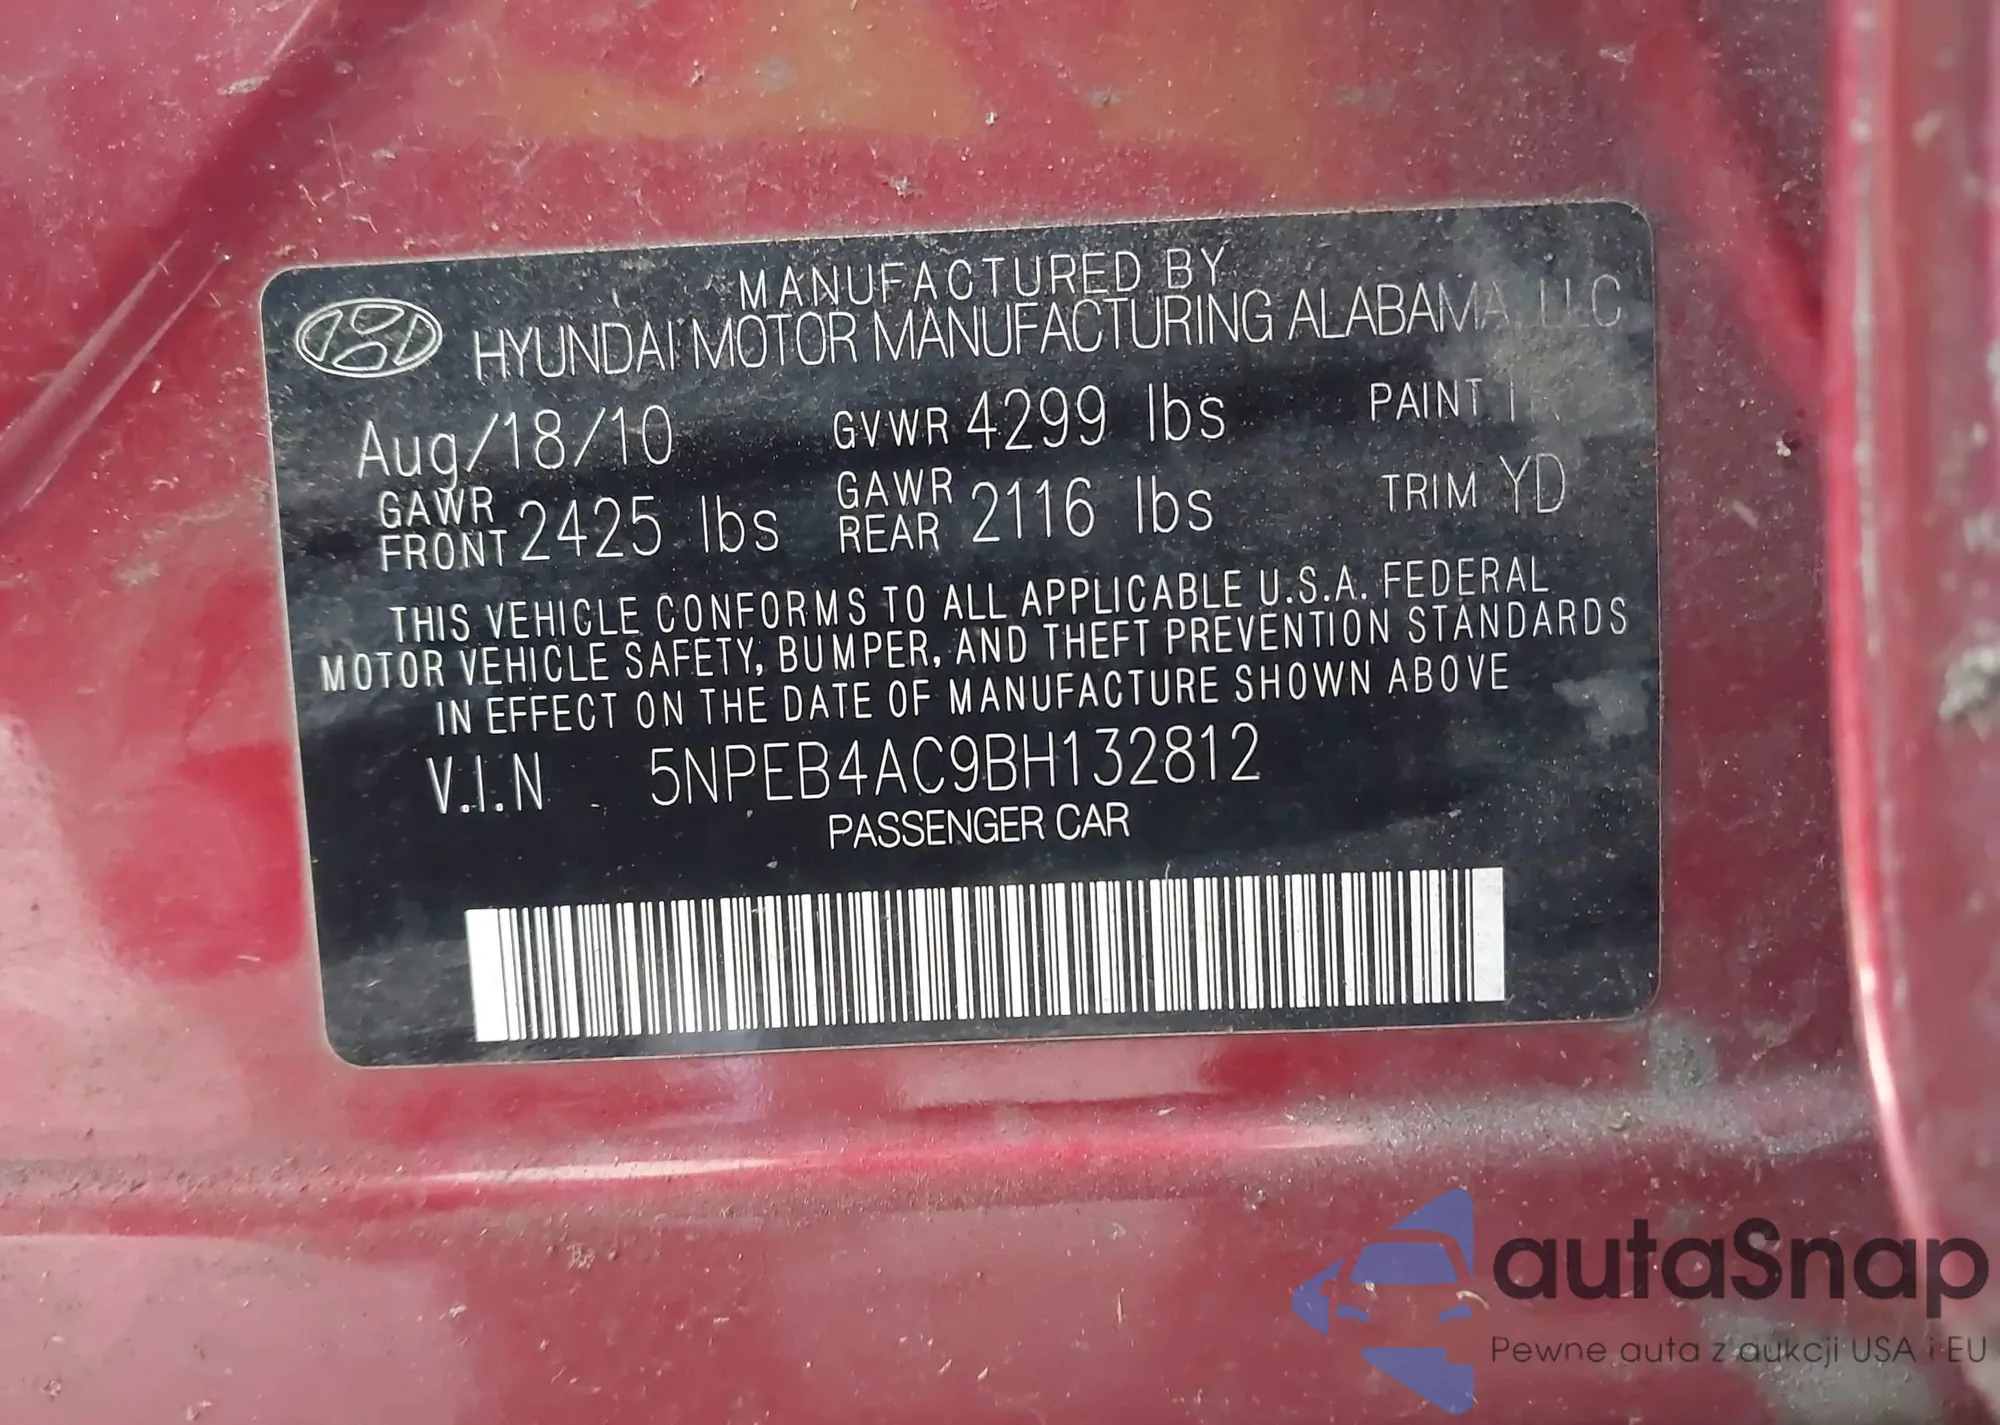 MANUFACTURED BY
HYUNDAI MOTOR MANUFACTURING ALABAMA, LLC
Aug/18/10 GVWR 4299 lbs PAINT
GAWR FRONT 2425 lbs GAWR REAR 2116 lbs TRIM YD
THIS VEHICLE CONFORMS TO ALL APPLICABLE U.S.A. FEDERAL
MOTOR VEHICLE SAFETY, BUMPER, AND THEFT PREVENTION STANDARDS
IN EFFECT ON THE DATE OF MANUFACTURE SHOWN ABOVE
V.I.N 5NPEB4AC9BH132812
PASSENGER CAR
autaSnap
Pewne auta z aukcji USA i EU